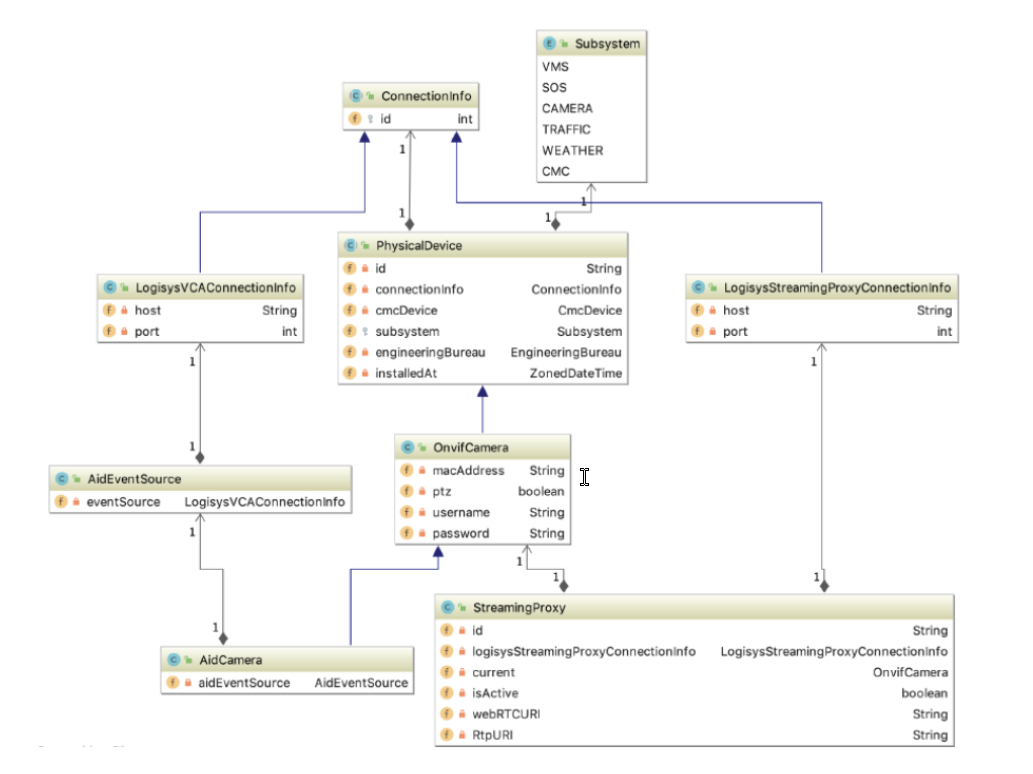 Subsystem
VMS
SOS
CAMERA
TRAFFIC
WEATHER
CMC
ConnectionInfo
id int
1
1
1
1
PhysicalDevice
id String
connectionInfo ConnectionInfo
cmcDevice CmcDevice
subsystem Subsystem
engineeringBureau EngineeringBureau
installedAt ZonedDateTime
LogisysVCAConnectionInfo
host String
port int
LogisysStreamingProxyConnectionInfo
host String
port int
1
1
1
1
OnvifCamera
macAddress String
ptz boolean
username String
password String
AidEventSource
eventSource LogisysVCAConnectionInfo
1
1
1
1
StreamingProxy
id String
logisysStreamingProxyConnectionInfo LogisysStreamingProxyConnectionInfo
current OnvifCamera
isActive boolean
webRTCURI String
RtpURI String
AidCamera
aidEventSource AidEventSource